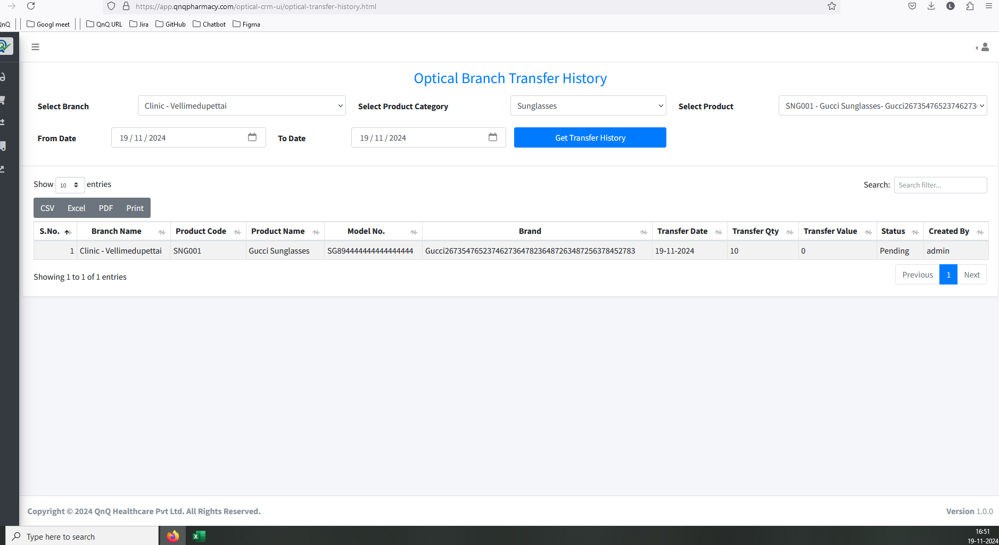 https://app.qnqpharmacy.com/optical-crm-ui/optical-transfer-history.html
QnQ Googl meet QnQ URL Jira GitHub Chatbot Figma
Optical Branch Transfer History
Select Branch Clinic - Vellimedupettai Select Product Category Sunglasses Select Product SNG001 - Gucci Sunglasses- Gucci26735476523746273
From Date 19 / 11 / 2024 To Date 19 / 11 / 2024 Get Transfer History
Show 10 entries Search: Search filter...
CSV Excel PDF Print
S.No. Branch Name Product Code Product Name Model No. Brand Transfer Date Transfer Qty Transfer Value Status Created By
1 Clinic - Vellimedupettai SNG001 Gucci Sunglasses SG894444444444444444 Gucci267354765237462736478236487263487256378452783 19-11-2024 10 0 Pending admin
Showing 1 to 1 of 1 entries Previous 1 Next
Copyright © 2024 QnQ Healthcare Pvt Ltd. All Rights Reserved. Version 1.0.0
Type here to search 16:51
19-11-2024